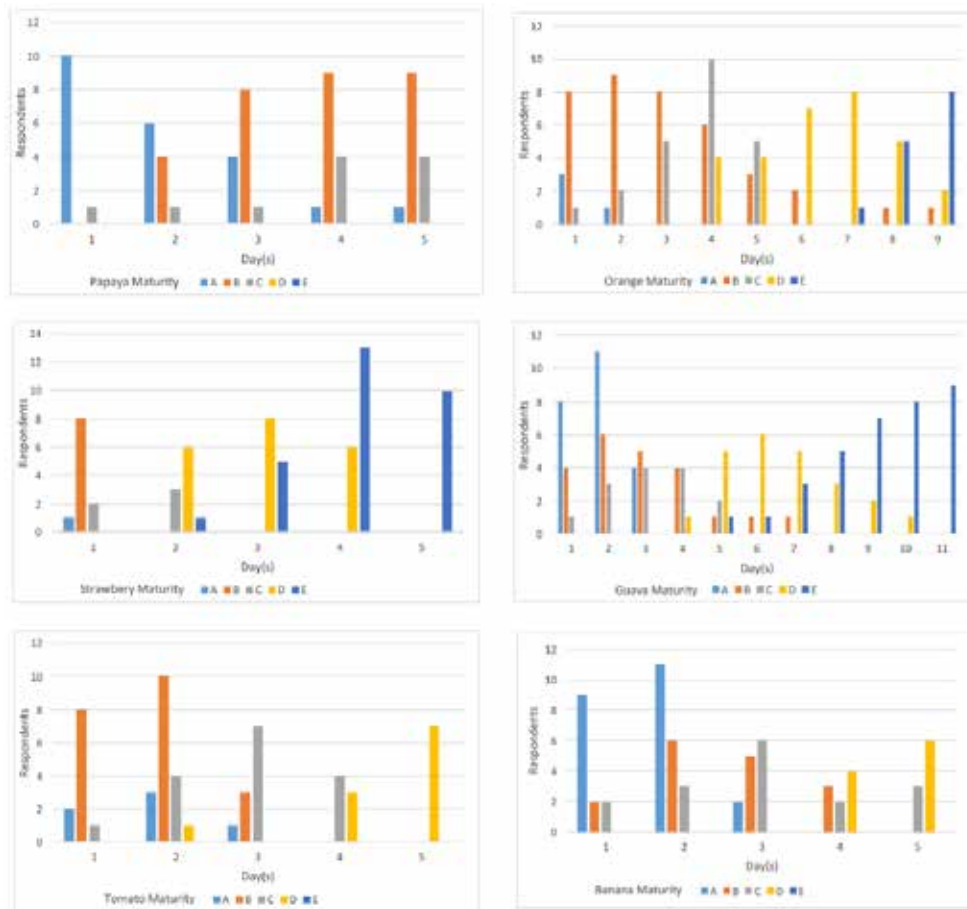 12
10
8
6
4
2
0
Respondents
1 2 3 4 5
Day(s)
Papaya Maturity A B C D E
12
10
8
6
4
2
0
Respondents
1 2 3 4 5 6 7 8 9
Day(s)
Orange Maturity A B C D E
14
12
10
8
6
4
2
0
Respondents
1 2 3 4 5
Day(s)
Strawbery Maturity A B C D E
12
10
8
6
4
2
0
Respondents
1 2 3 4 5 6 7 8 9 10 11
Day(s)
Guava Maturity A B C D E
12
10
8
6
4
2
0
Respondents
1 2 3 4 5
Day(s)
Tomato Maturity A B C D E
12
10
8
6
4
2
0
Respondents
1 2 3 4 5
Day(s)
Banana Maturity A B C D E